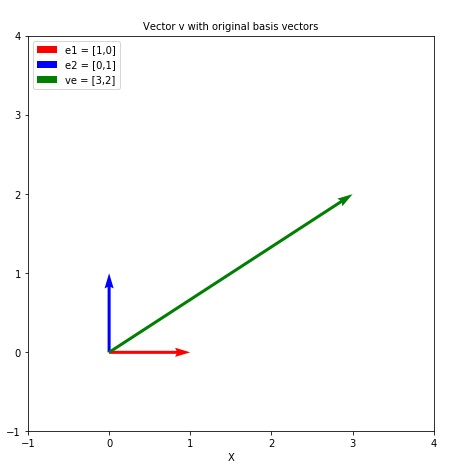 Vector v with original basis vectors
4
e1 = [1,0]
e2 = [0,1]
ve = [3,2]
3
2
1
0
−1
−1 0 1 2 3 4
X